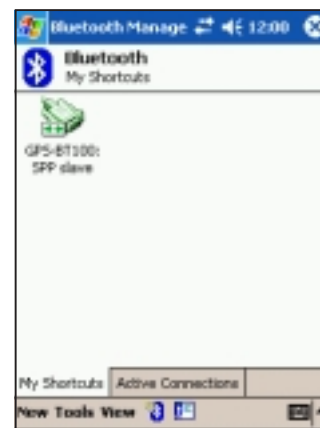 Bluetooth Manage 12:00
Bluetooth
My Shortcuts
GPS-BT100:
SPP slave
My Shortcuts Active Connections
New Tools View